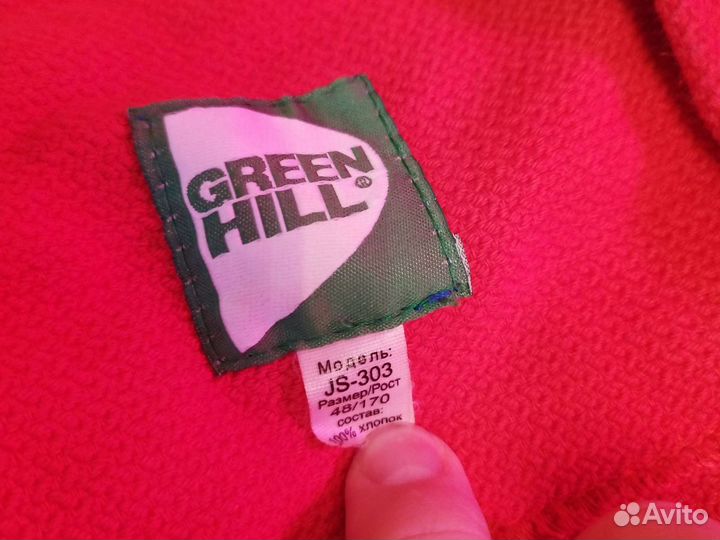 GREEN
HILL®
Модель:
JS-303
Размер/Рост
48/170
состав:
100% хлопок
Avito